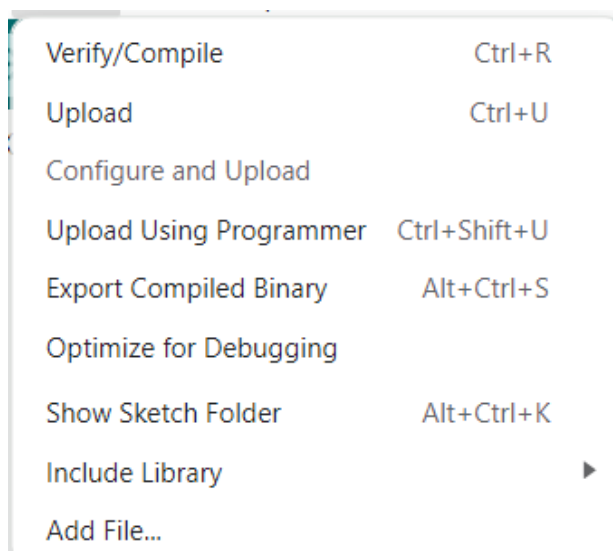 Verify/Compile Ctrl+R
Upload Ctrl+U
Configure and Upload
Upload Using Programmer Ctrl+Shift+U
Export Compiled Binary Alt+Ctrl+S
Optimize for Debugging
Show Sketch Folder Alt+Ctrl+K
Include Library
Add File...